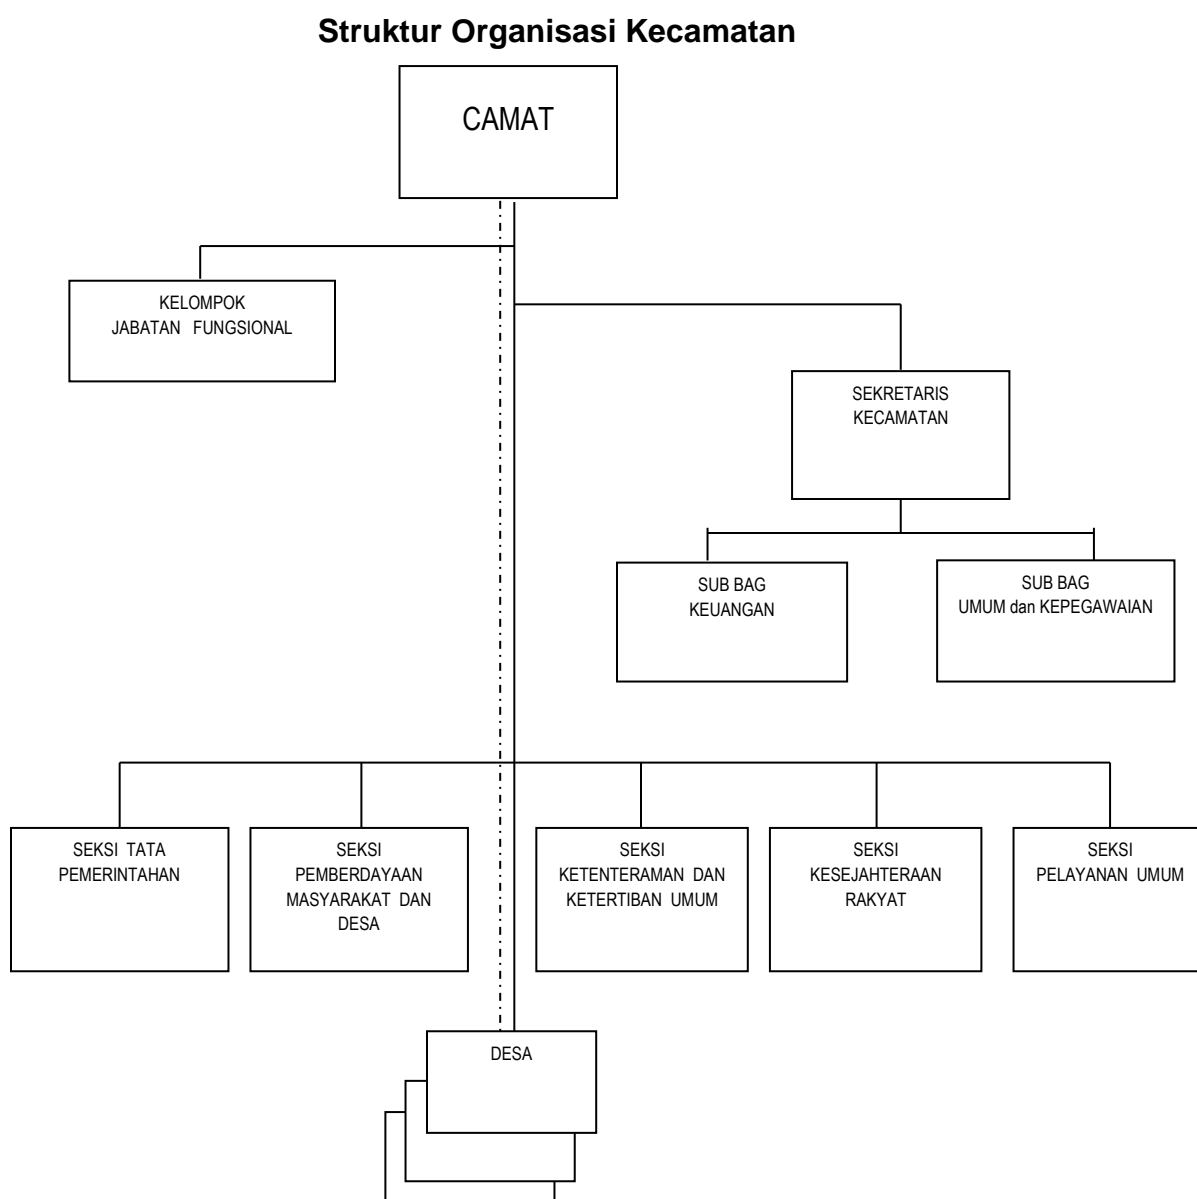 Struktur Organisasi Kecamatan
CAMAT
KELOMPOK
JABATAN FUNGSIONAL
SEKRETARIS
KECAMATAN
SUB BAG
KEUANGAN
SUB BAG
UMUM dan KEPEGAWAIAN
SEKSI TATA
PEMERINTAHAN
SEKSI
PEMBERDAYAAN
MASYARAKAT DAN
DESA
SEKSI
KETENTERAMAN DAN
KETERTIBAN UMUM
SEKSI
KESEJAHTERAAN
RAKYAT
SEKSI
PELAYANAN UMUM
DESA